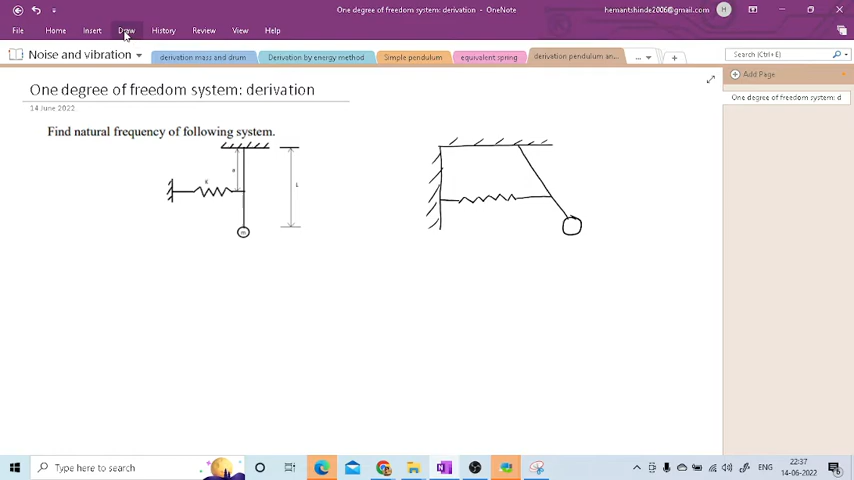 One degree of freedom system: derivation - OneNote
hemantshinde2006@gmail.com
H
File Home Insert Draw History Review View Help
Noise and vibration
derivation mass and drum
Derivation by energy method
Simple pendulum
equivalent spring
derivation pendulum an...
...
Search (Ctrl+E)
Add Page
One degree of freedom system: d
One degree of freedom system: derivation
14 June 2022
Find natural frequency of following system.
a
K
L
m
Type here to search
ENG
22:37
14-06-2022